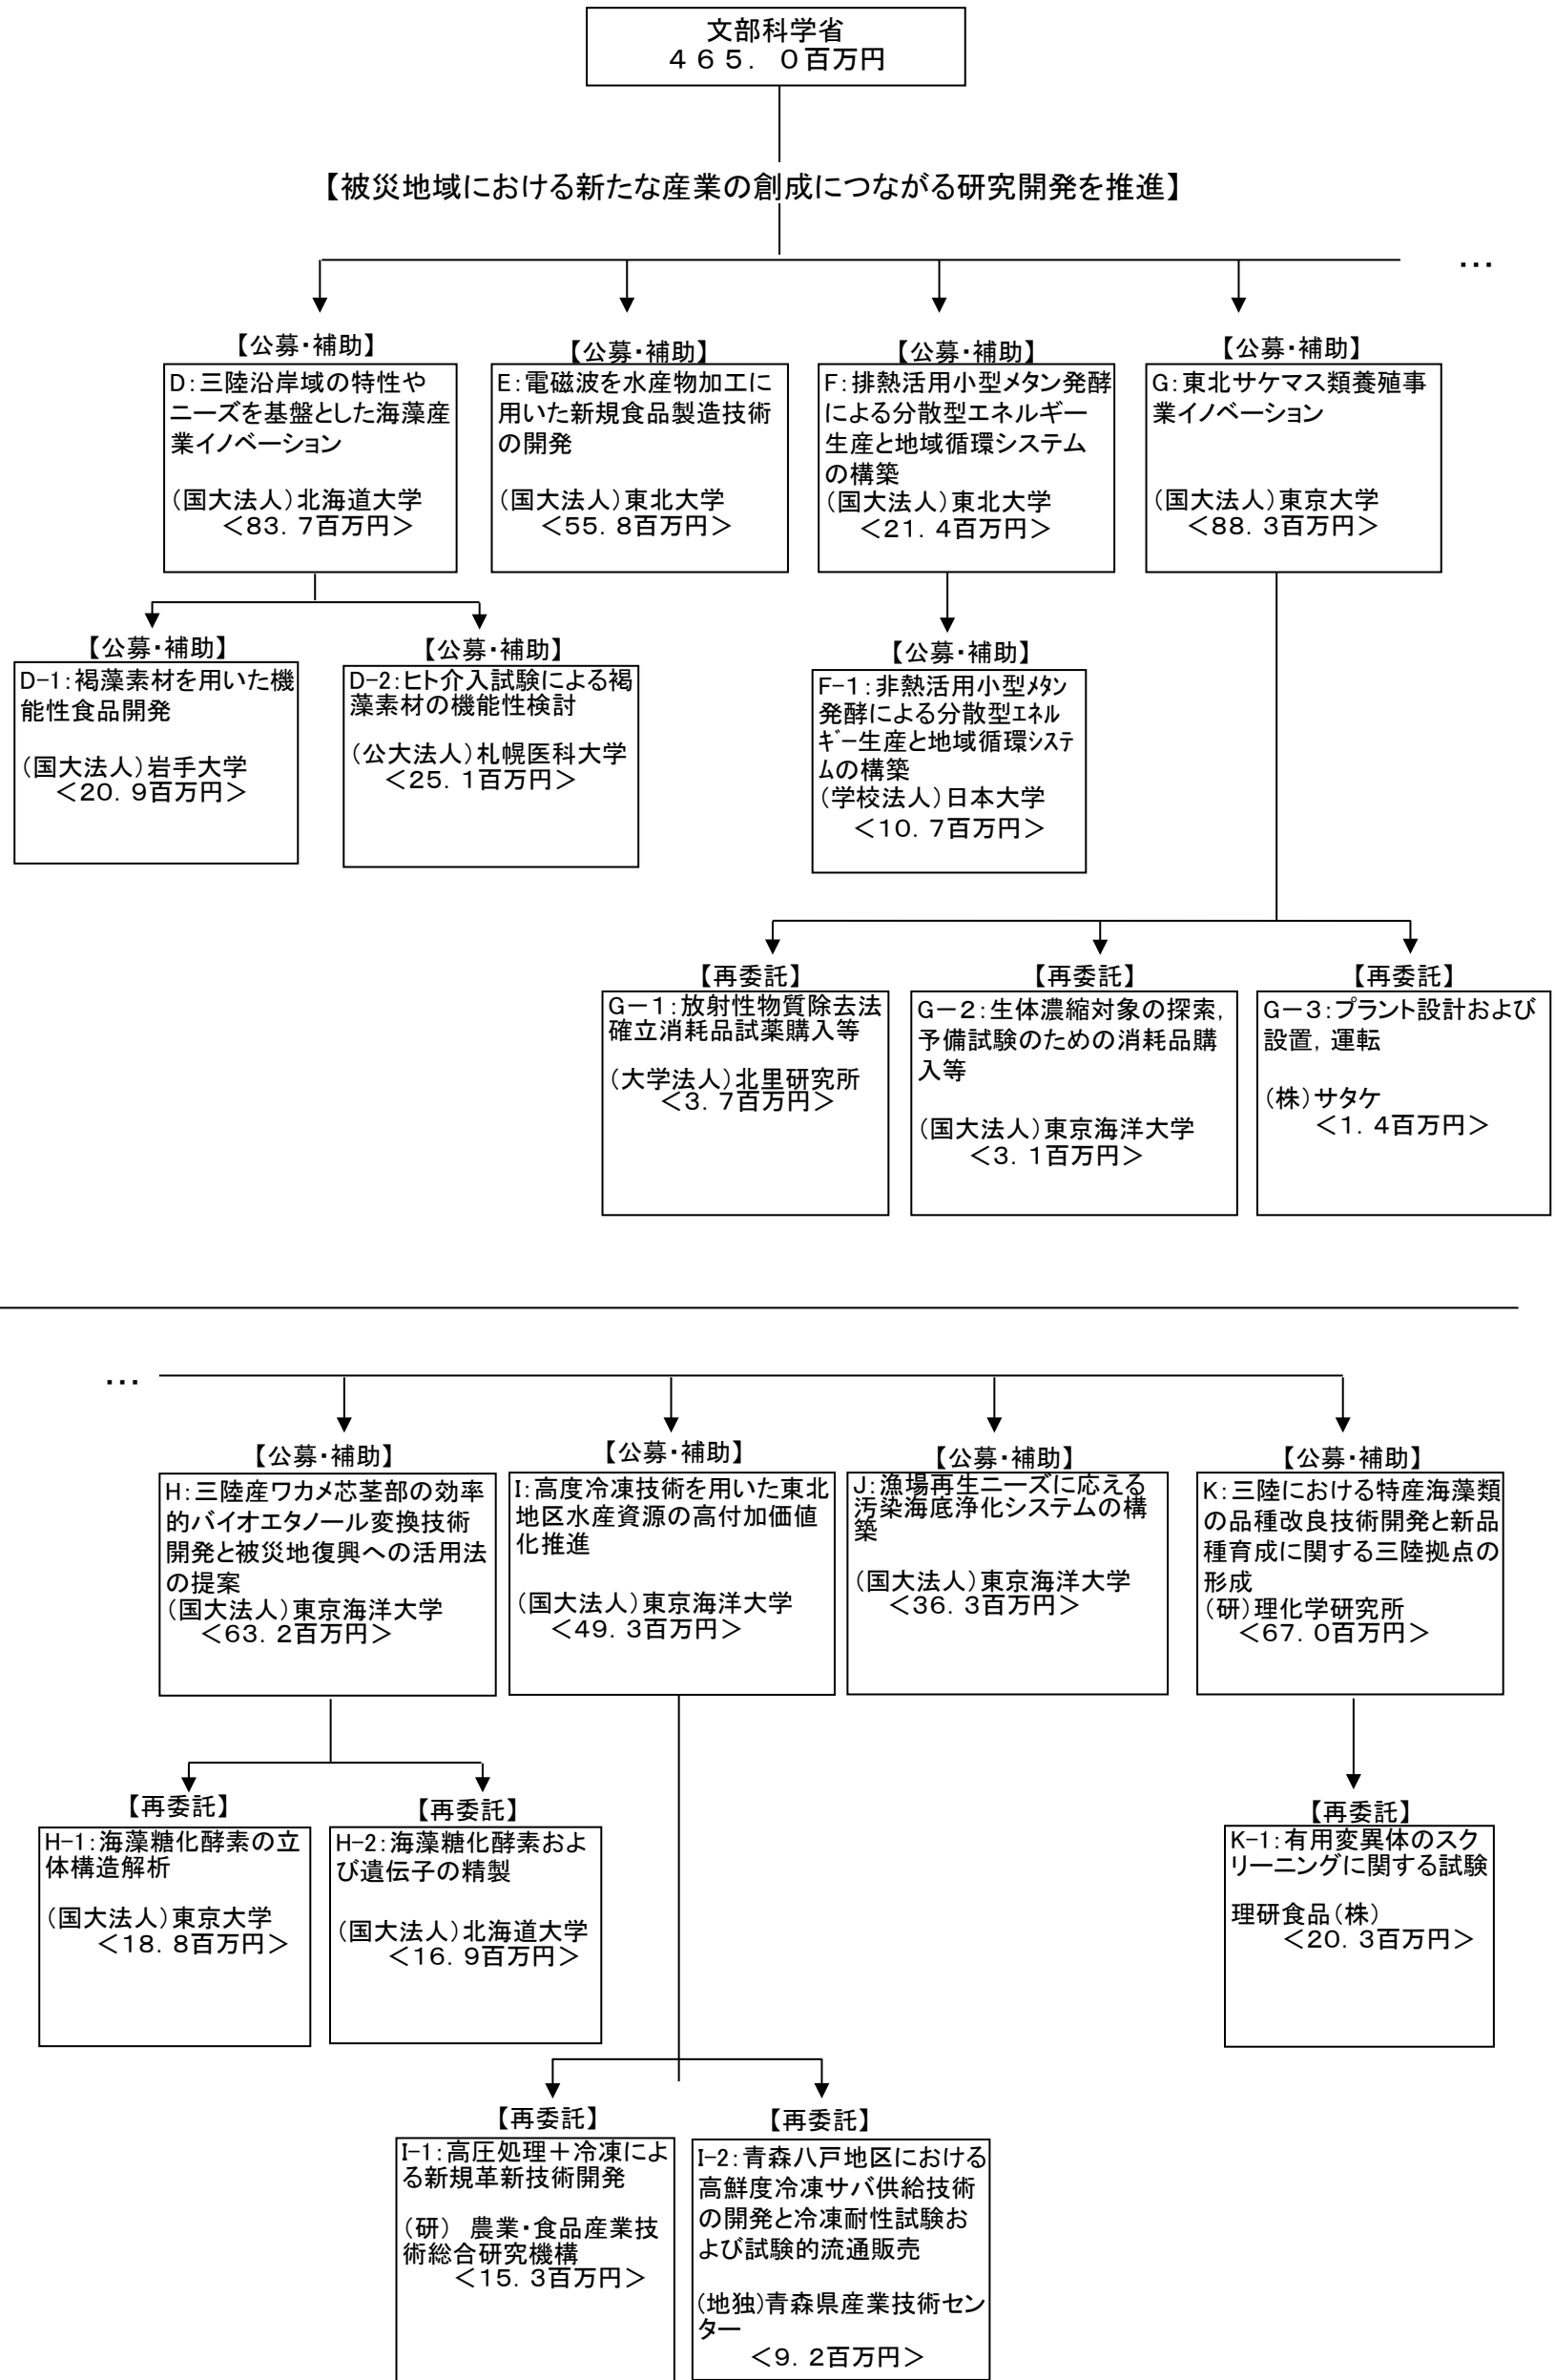 文部科学省
４６５．０百万円
【被災地域における新たな産業の創成につながる研究開発を推進】
…
【公募・補助】
D：三陸沿岸域の特性や
ニーズを基盤とした海藻産
業イノベーション
（国大法人）北海道大学
＜83．7百万円＞
【公募・補助】
E：電磁波を水産物加工に
用いた新規食品製造技術
の開発
（国大法人）東北大学
＜55．8百万円＞
【公募・補助】
F：排熱活用小型メタン発酵
による分散型エネルギー
生産と地域循環システム
の構築
（国大法人）東北大学
＜21．4百万円＞
【公募・補助】
G：東北サケマス類養殖事
業イノベーション
（国大法人）東京大学
＜88．3百万円＞
【公募・補助】
D-1：褐藻素材を用いた機
能性食品開発
（国大法人）岩手大学
＜20．9百万円＞
【公募・補助】
D-2：ﾋﾄ介入試験による褐
藻素材の機能性検討
（公大法人）札幌医科大学
＜25．1百万円＞
【公募・補助】
F-1：非熱活用小型ﾒﾀﾝ
発酵による分散型ｴﾈﾙ
ｷﾞｰ生産と地域循環ｼｽﾃ
ﾑの構築
（学校法人）日本大学
＜10．7百万円＞
【再委託】
G－1：放射性物質除去法
確立消耗品試薬購入等
（大学法人）北里研究所
＜3．7百万円＞
【再委託】
G－2：生体濃縮対象の探索，
予備試験のための消耗品購
入等
（国大法人）東京海洋大学
＜3．1百万円＞
【再委託】
G－3：プラント設計および
設置，運転
（株）サタケ
＜1．4百万円＞
…
【公募・補助】
H：三陸産ワカメ芯茎部の効率
的バイオエタノール変換技術
開発と被災地復興への活用法
の提案
（国大法人）東京海洋大学
＜63．2百万円＞
【公募・補助】
I：高度冷凍技術を用いた東北
地区水産資源の高付加価値
化推進
（国大法人）東京海洋大学
＜49．3百万円＞
【公募・補助】
J：漁場再生ニーズに応える
汚染海底浄化システムの構
築
（国大法人）東京海洋大学
＜36．3百万円＞
【公募・補助】
K：三陸における特産海藻類
の品種改良技術開発と新品
種育成に関する三陸拠点の
形成
（研）理化学研究所
＜67．0百万円＞
【再委託】
H-1：海藻糖化酵素の立
体構造解析
（国大法人）東京大学
＜18．8百万円＞
【再委託】
H-2：海藻糖化酵素およ
び遺伝子の精製
（国大法人）北海道大学
＜16．9百万円＞
【再委託】
K-1：有用変異体のスク
リーニングに関する試験
理研食品（株）
＜20．3百万円＞
【再委託】
I-1：高圧処理＋冷凍によ
る新規革新技術開発
（研） 農業・食品産業技
術総合研究機構
＜15．3百万円＞
【再委託】
I-2：青森八戸地区における
高鮮度冷凍サバ供給技術
の開発と冷凍耐性試験お
よび試験的流通販売
(地独)青森県産業技術セン
ター
＜9．2百万円＞